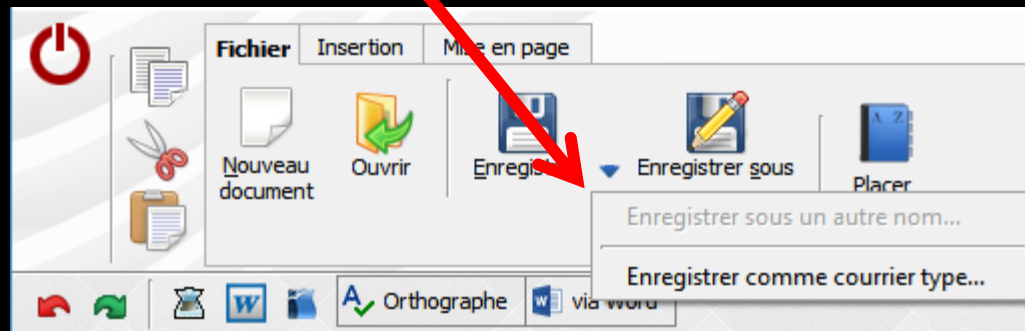 Fichier Insertion Mise en page
Nouveau document
Ouvrir
Enregistrer sous
Placer
Enregistrer sous un autre nom...
Enregistrer comme courrier type...
Orthographe
via Word